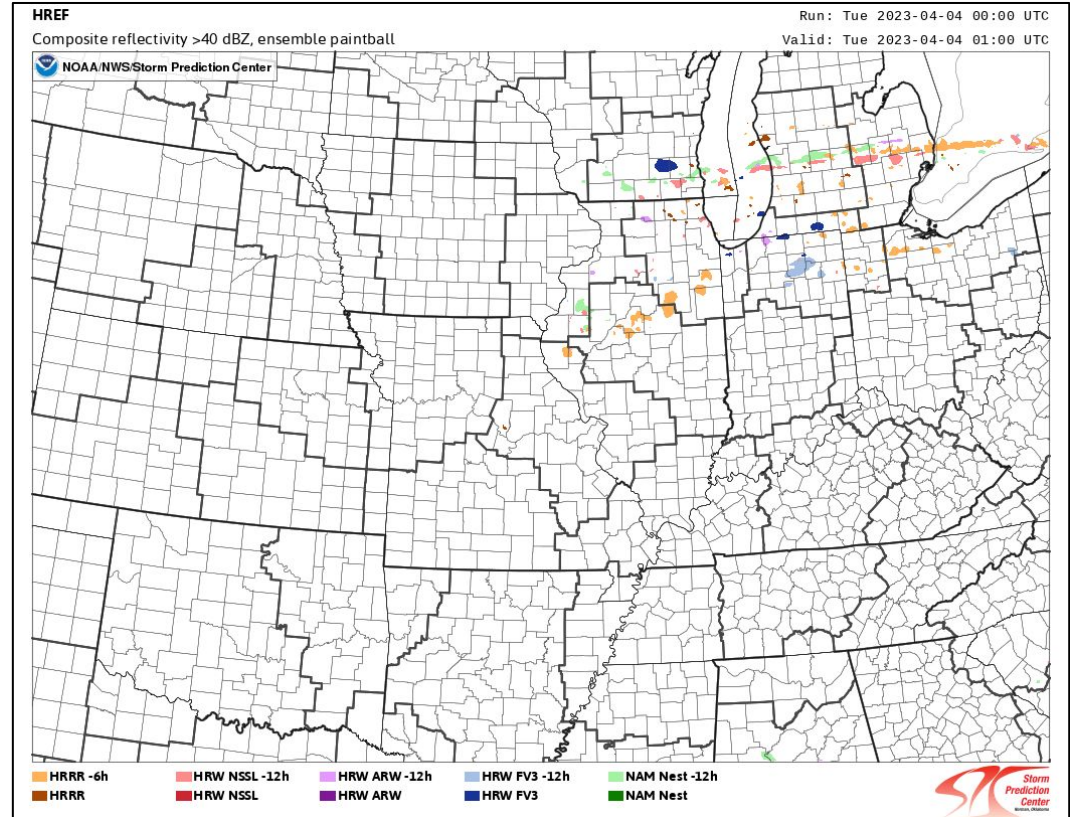 HREF
Run: Tue 2023-04-04 00:00 UTC
Composite reflectivity >40 dBZ, ensemble paintball
Valid: Tue 2023-04-04 01:00 UTC
NOAA/NWS/Storm Prediction Center
HRRR -6h
HRW NSSL -12h
HRW ARW -12h
HRW FV3 -12h
NAM Nest -12h
HRRR
HRW NSSL
HRW ARW
HRW FV3
NAM Nest
Storm
Prediction
Center
Norman, Oklahoma